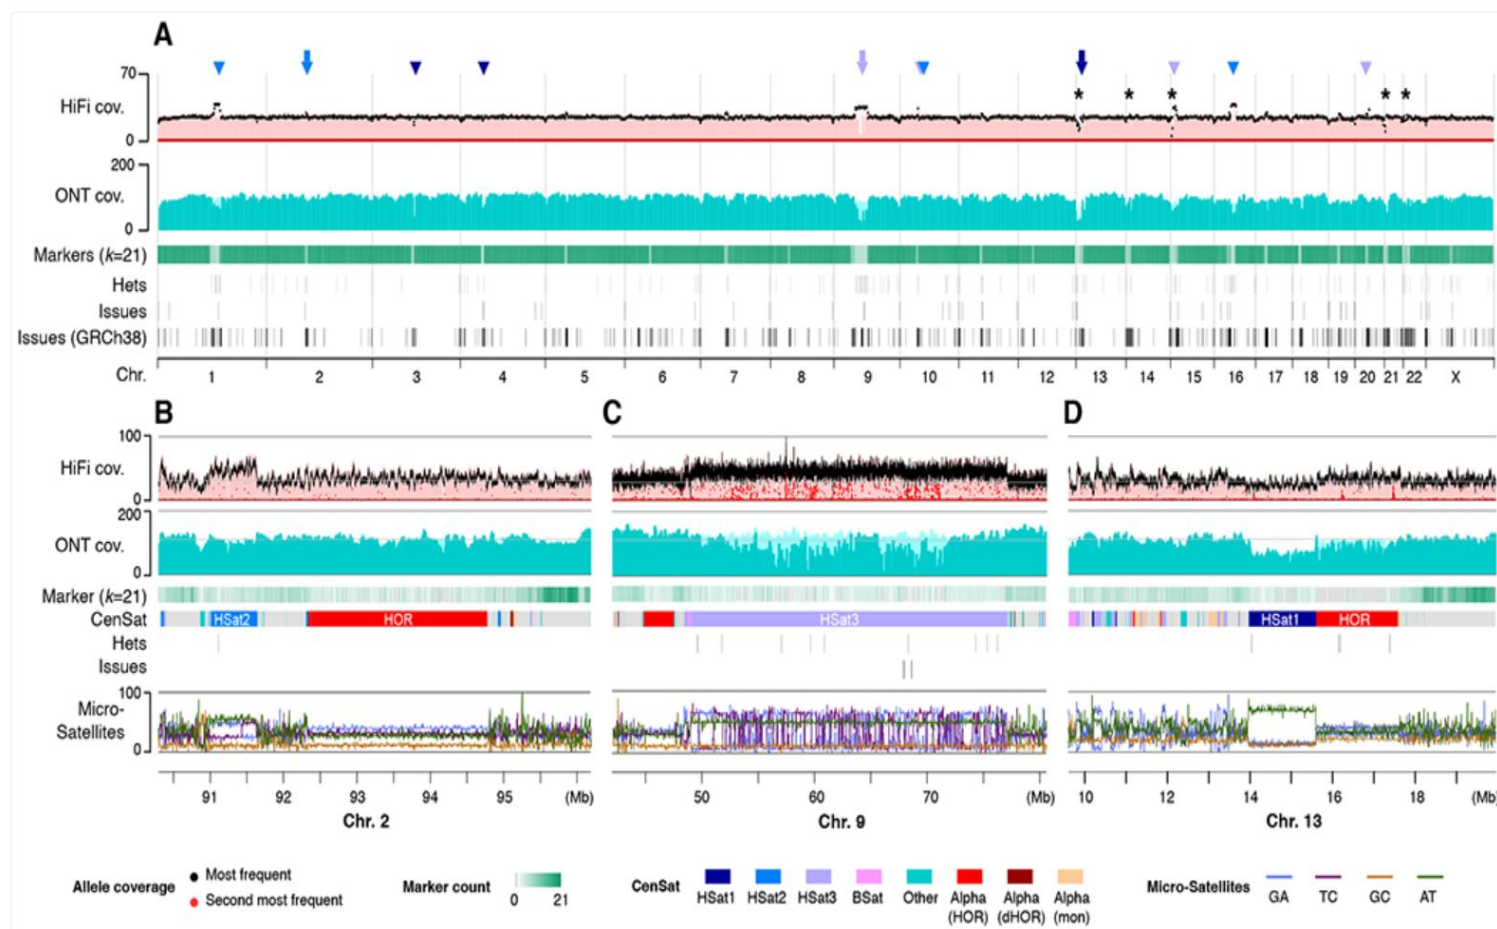 A
70
HiFi cov.
0
* * * * *
200
ONT cov.
0
Markers (k=21)
Hets
Issues
Issues (GRCh38)
Chr. 1 2 3 4 5 6 7 8 9 10 11 12 13 14 15 16 17 18 19 20 21 22 X
B C D
100
HiFi cov.
0
200
ONT cov.
0
Marker (k=21)
CenSat HSat2 HOR HSat3 HSat1 HOR
Hets
Issues
100
Micro-
Satellites
0
91 92 93 94 95 (Mb) 50 60 70 (Mb) 10 12 14 16 18 (Mb
Chr. 2 Chr. 9 Chr. 13
Allele coverage
Most frequent
Second most frequent
Marker count
0 21
CenSat
HSat1 HSat2 HSat3 BSat Other Alpha (HOR) Alpha (dHOR) Alpha (mon)
Micro-Satellites
GA TC GC AT